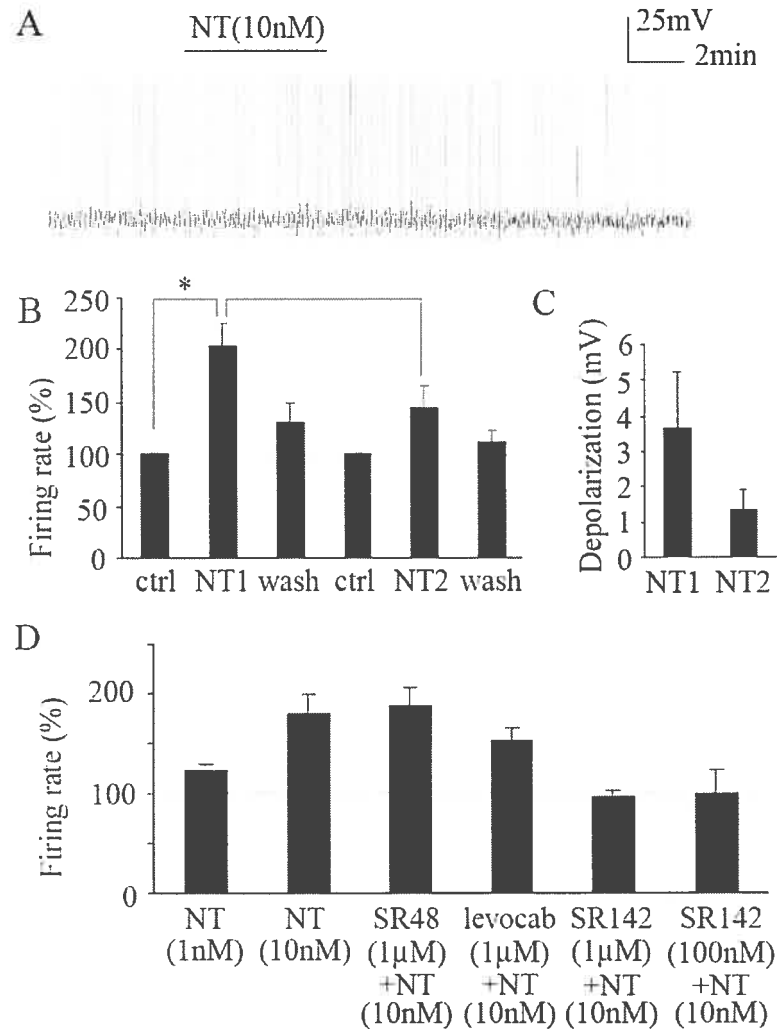 A
NT(10nM)
25mV
2min
B
Firing rate (%)
250
200
150
100
50
0
*
ctrl NT1 wash ctrl NT2 wash
C
Depolarization (mV)
6
5
4
3
2
1
0
NT1 NT2
D
Firing rate (%)
200
100
0
NT NT SR48 levocab SR142 SR142
(1nM) (10nM) (1µM) (1µM) (1µM) (100nM)
+NT +NT +NT +NT
(10nM) (10nM) (10nM) (10nM)